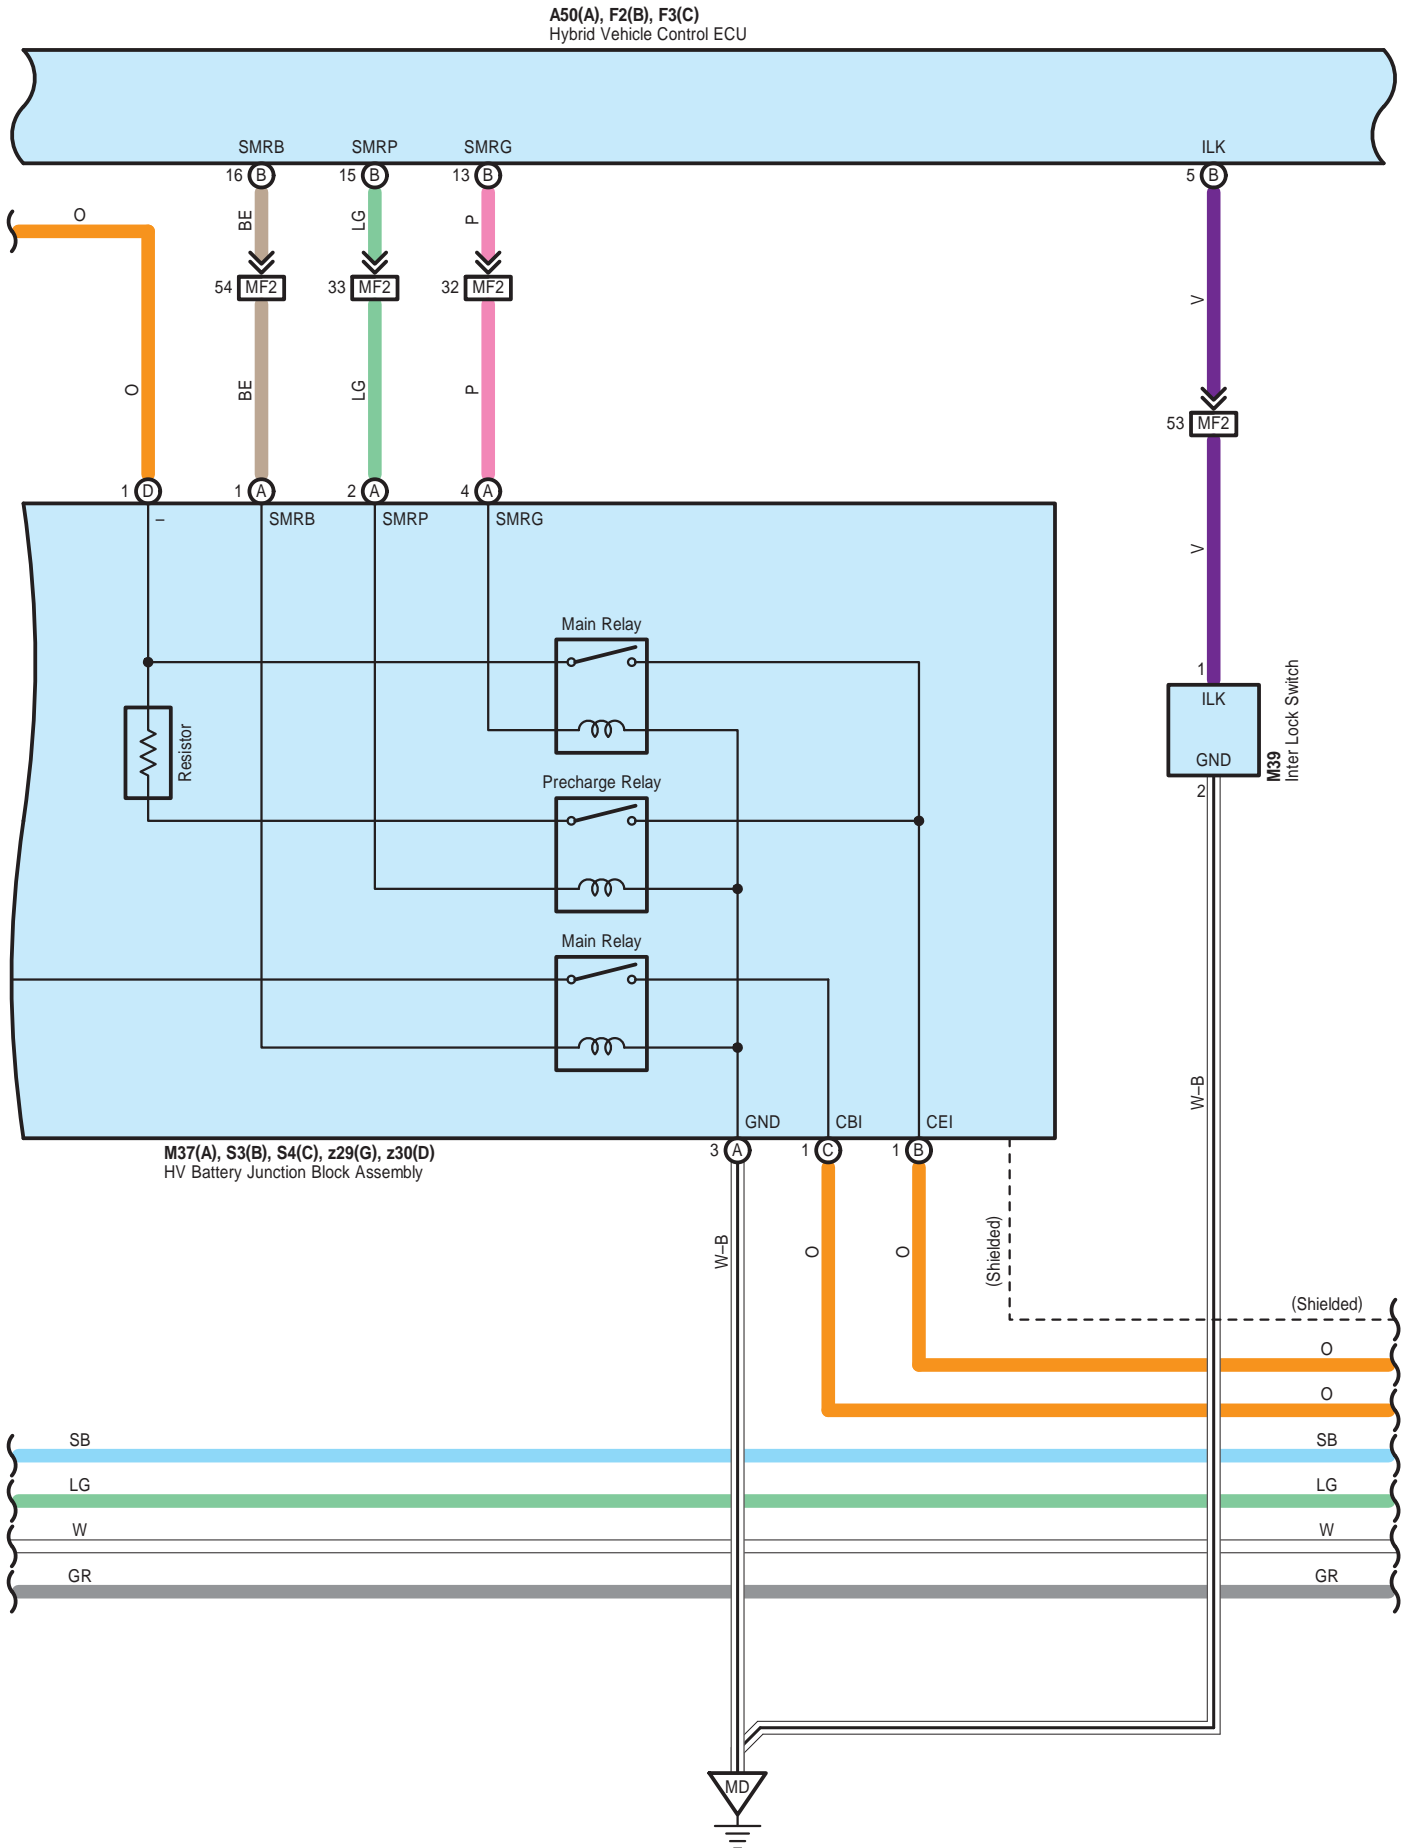 A50(A), F2(B), F3(C)
Hybrid Vehicle Control ECU
SMRB SMRP SMRG ILK
16 B 15 B 13 B 5 B
O BE LG P
54 MF2 33 MF2 32 MF2 V
O BE LG P
53 MF2
1 D 1 A 2 A 4 A
– SMRB SMRP SMRG
V
Main Relay
1
ILK
Resistor
GND
M39
Inter Lock Switch
2
Precharge Relay
Main Relay
W–B
GND CBI CEI
M37(A), S3(B), S4(C), z29(G), z30(D)
HV Battery Junction Block Assembly
3 A 1 C 1 B
W–B O O (Shielded)
(Shielded)
O
O
SB SB
LG LG
W W
GR GR
MD